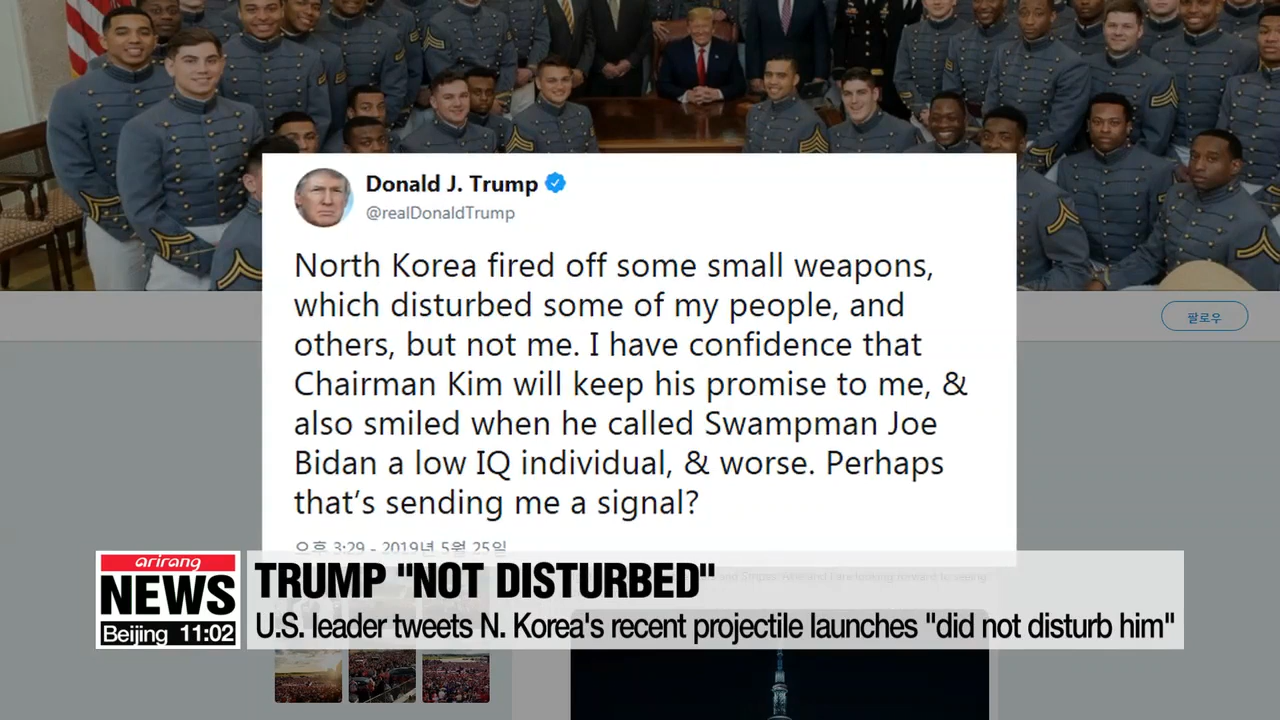 Donald J. Trump
@realDonaldTrump
North Korea fired off some small weapons,
which disturbed some of my people, and
others, but not me. I have confidence that
Chairman Kim will keep his promise to me, &
also smiled when he called Swampman Joe
Bidan a low IQ individual, & worse. Perhaps
that's sending me a signal?
팔로우
오후 3:29 - 2019년 5월 25일
arirang
NEWS
Beijing 11:02
TRUMP "NOT DISTURBED"
U.S. leader tweets N. Korea's recent projectile launches "did not disturb him"